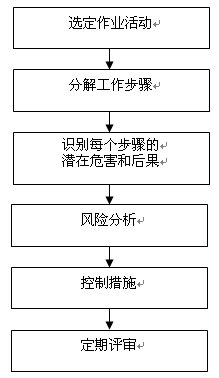 选定作业活动
分解工作步骤
识别每个步骤的
潜在危害和后果
风险分析
控制措施
定期评审